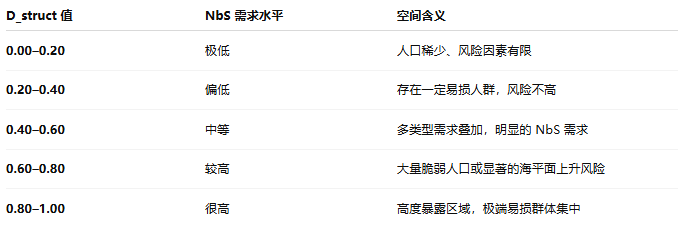 D_struct 值 NbS 需求水平 空间含义
0.00–0.20 极低 人口稀少、风险因素有限
0.20–0.40 偏低 存在一定易损人群，风险不高
0.40–0.60 中等 多类型需求叠加，明显的 NbS 需求
0.60–0.80 较高 大量脆弱人口或显著的海平面上升风险
0.80–1.00 很高 高度暴露区域，极端易损群体集中